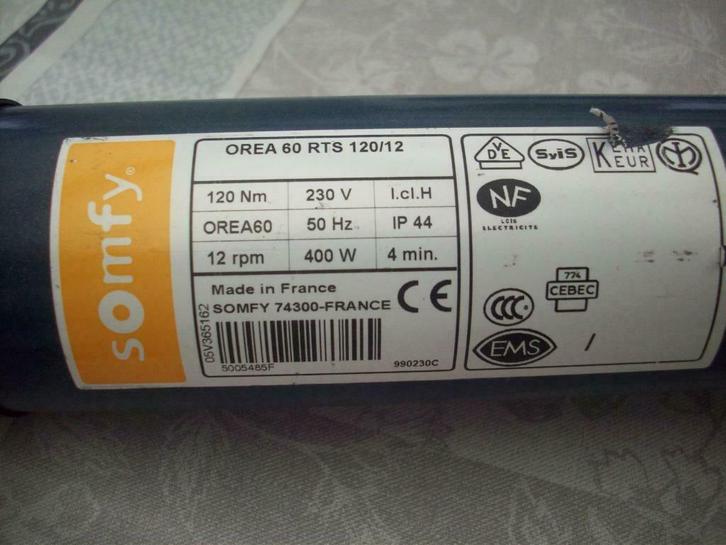 somfy®
OREA 60 RTS 120/12
120 Nm 230 V I.cl.H
OREA60 50 Hz IP 44
12 rpm 400 W 4 min.
Made in France
SOMFY 74300-FRANCE
CE
05V365162
5005485F 990230C
VDE
KEUR
NF
LCIE
ELECTRICITE
774
CEBEC
CCC
EMS
/